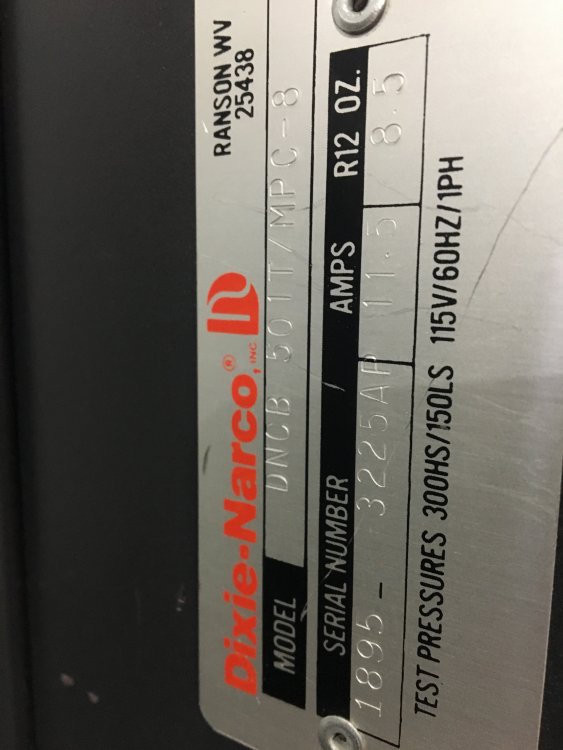 Dixie-Narco,® INC
RANSON WV
25438
MODEL DNCB 501T/MPC-8
SERIAL NUMBER AMPS R12 OZ.
1895- 3225AP 11.5 8.5
TEST PRESSURES 300HS/150LS 115V/60HZ/1PH